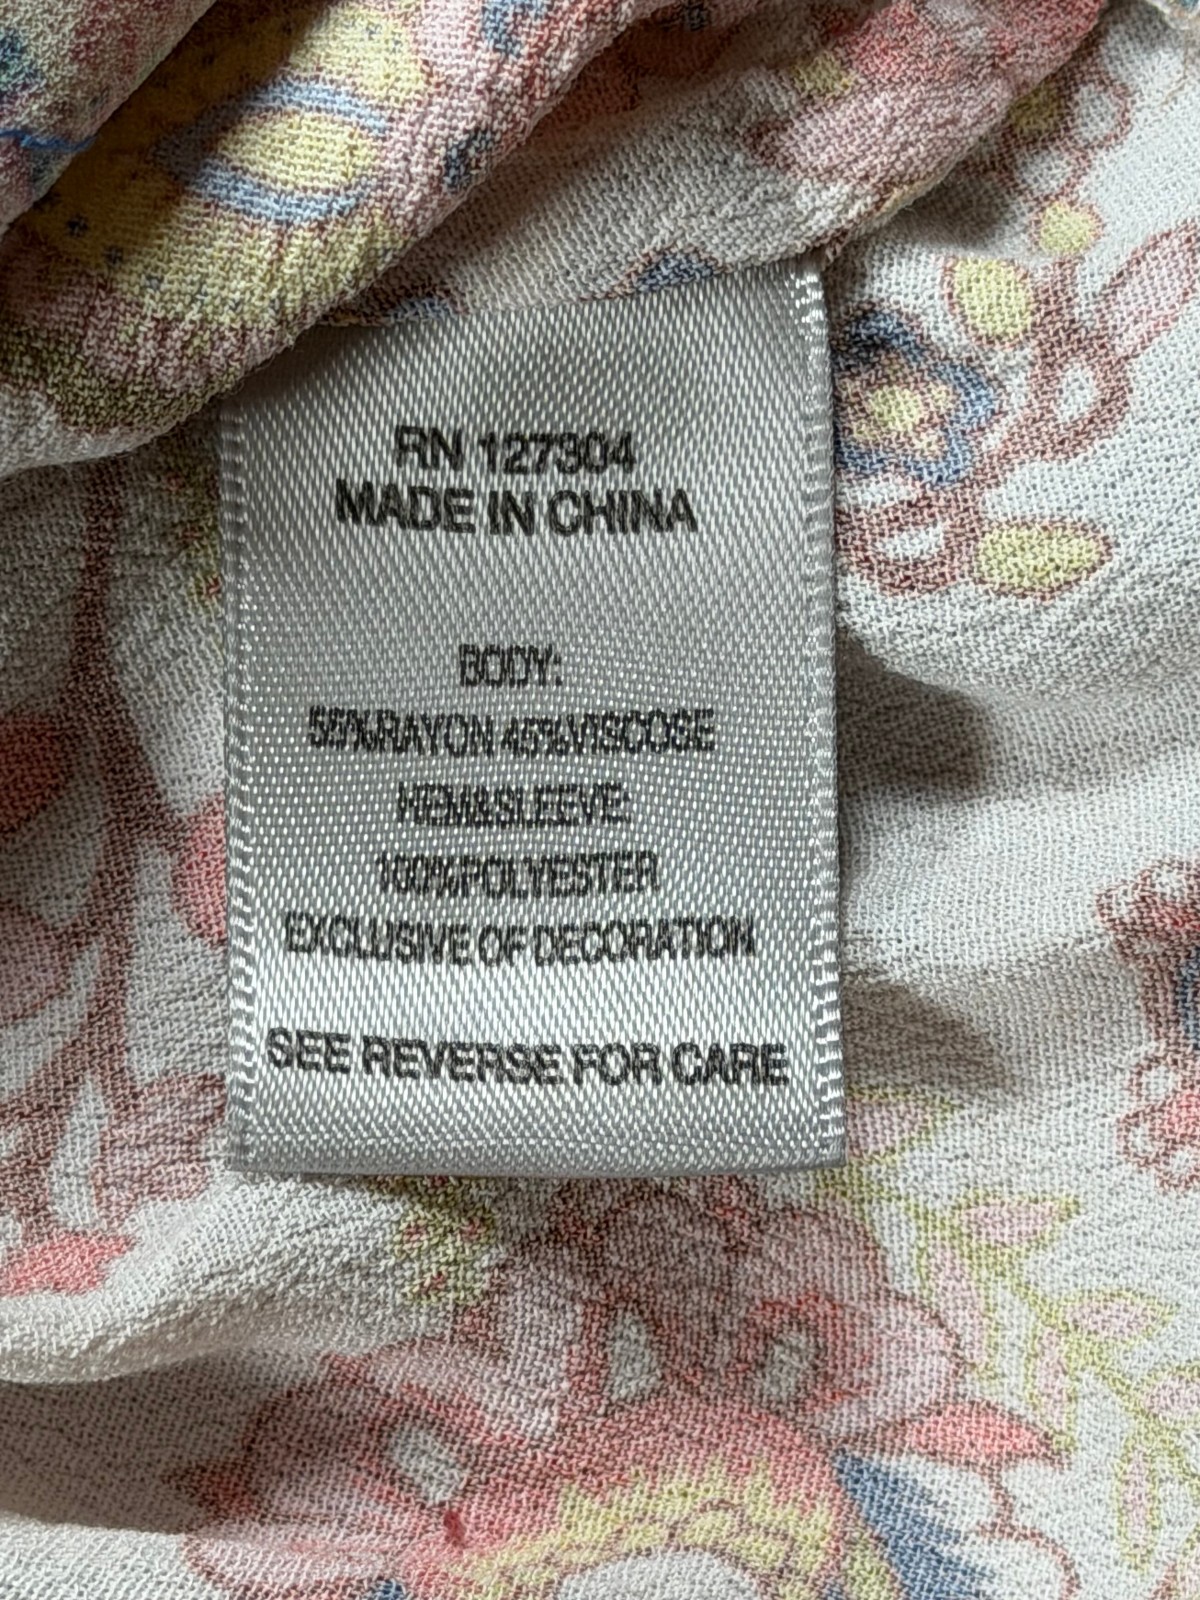 RN 127304
MADE IN CHINA
BODY:
55%RAYON 45%VISCOSE
HEM&SLEEVE:
100%POLYESTER
EXCLUSIVE OF DECORATION
SEE REVERSE FOR CARE